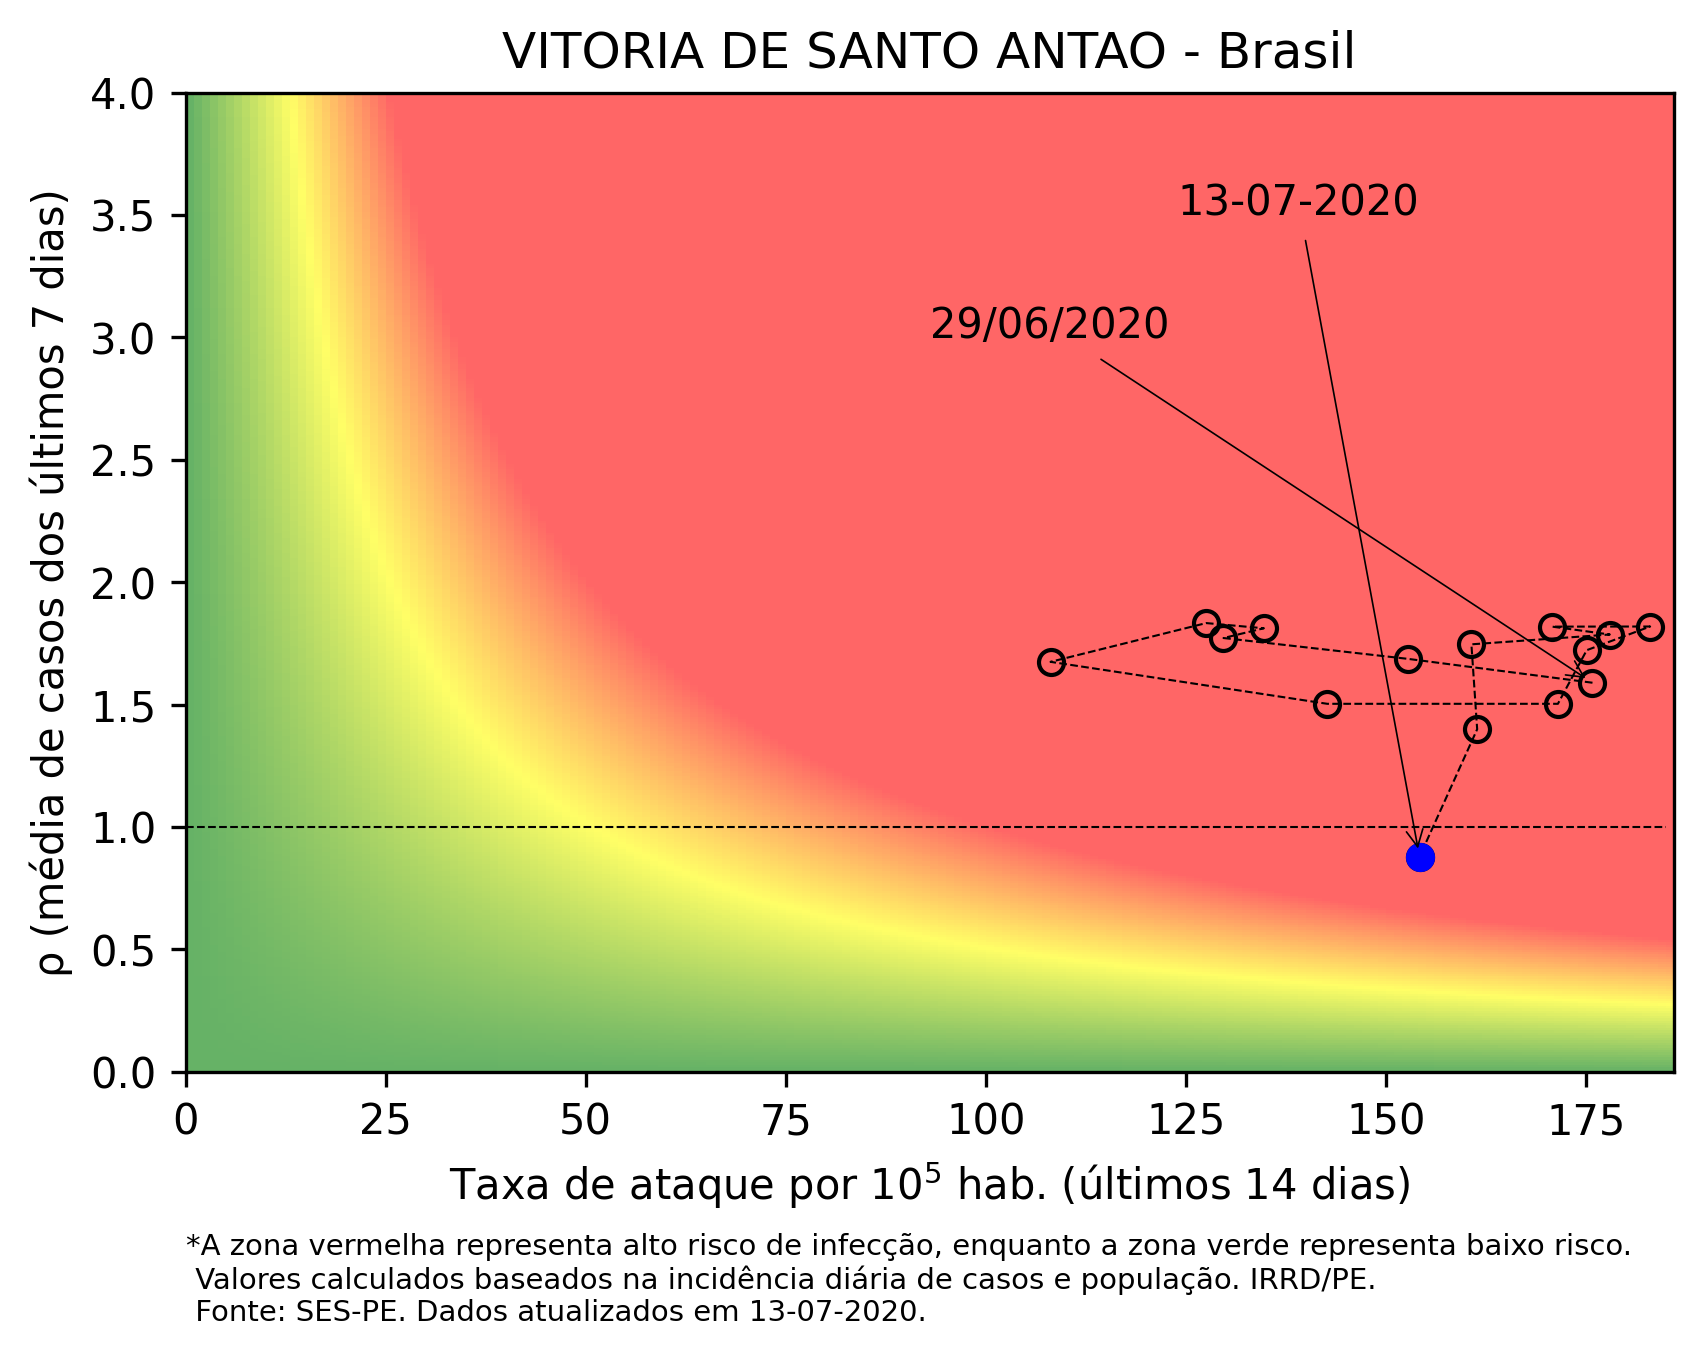 VITORIA DE SANTO ANTAO - Brasil
4.0
3.5
3.0
2.5
2.0
1.5
1.0
0.5
0.0
ρ (média de casos dos últimos 7 dias)
13-07-2020
29/06/2020
0 25 50 75 100 125 150 175
Taxa de ataque por 10⁵ hab. (últimos 14 dias)
*A zona vermelha representa alto risco de infecção, enquanto a zona verde representa baixo risco.
Valores calculados baseados na incidência diária de casos e população. IRRD/PE.
Fonte: SES-PE. Dados atualizados em 13-07-2020.